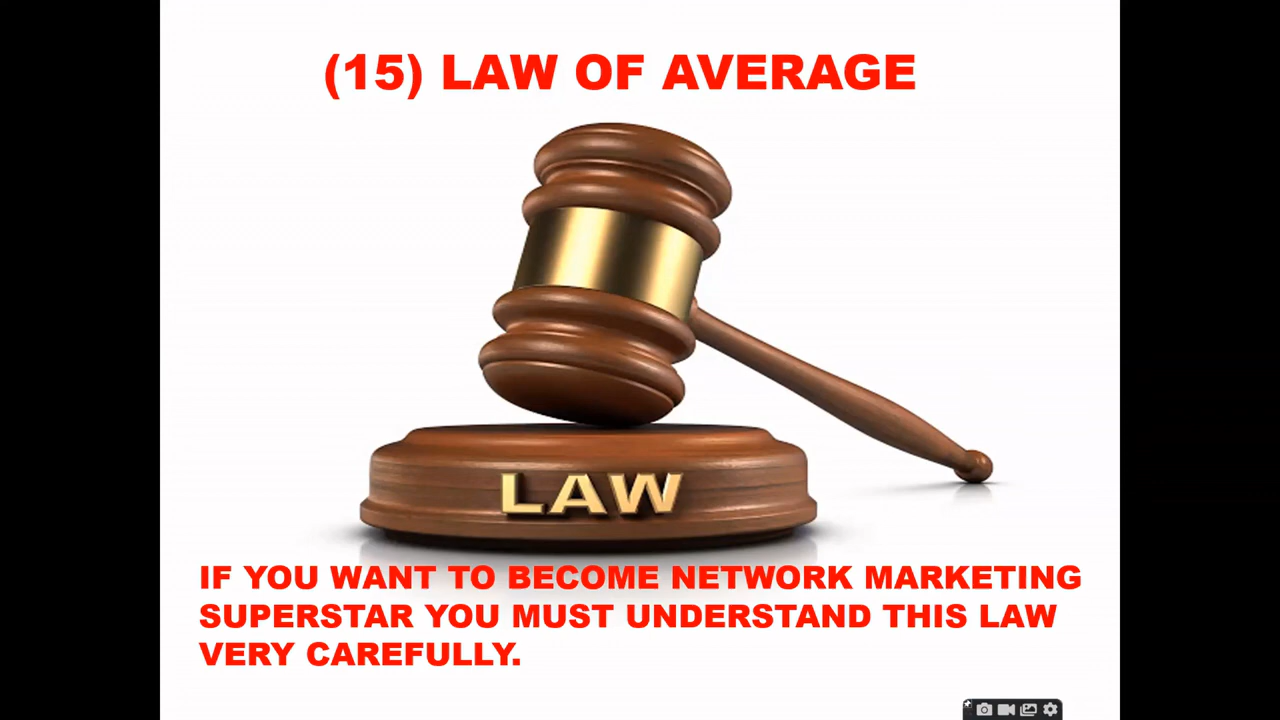 (15) LAW OF AVERAGE
LAW
IF YOU WANT TO BECOME NETWORK MARKETING
SUPERSTAR YOU MUST UNDERSTAND THIS LAW
VERY CAREFULLY.